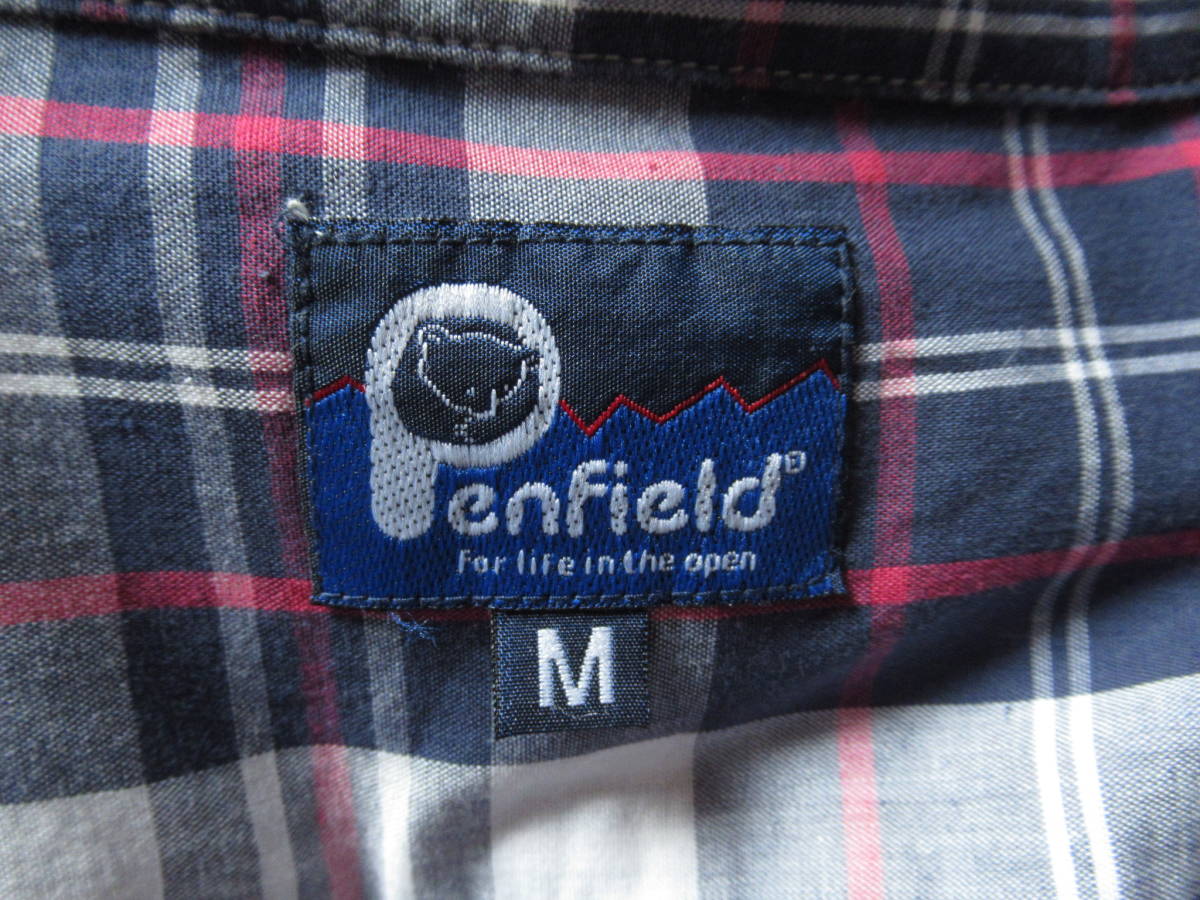 Penfield®
For life in the open
M